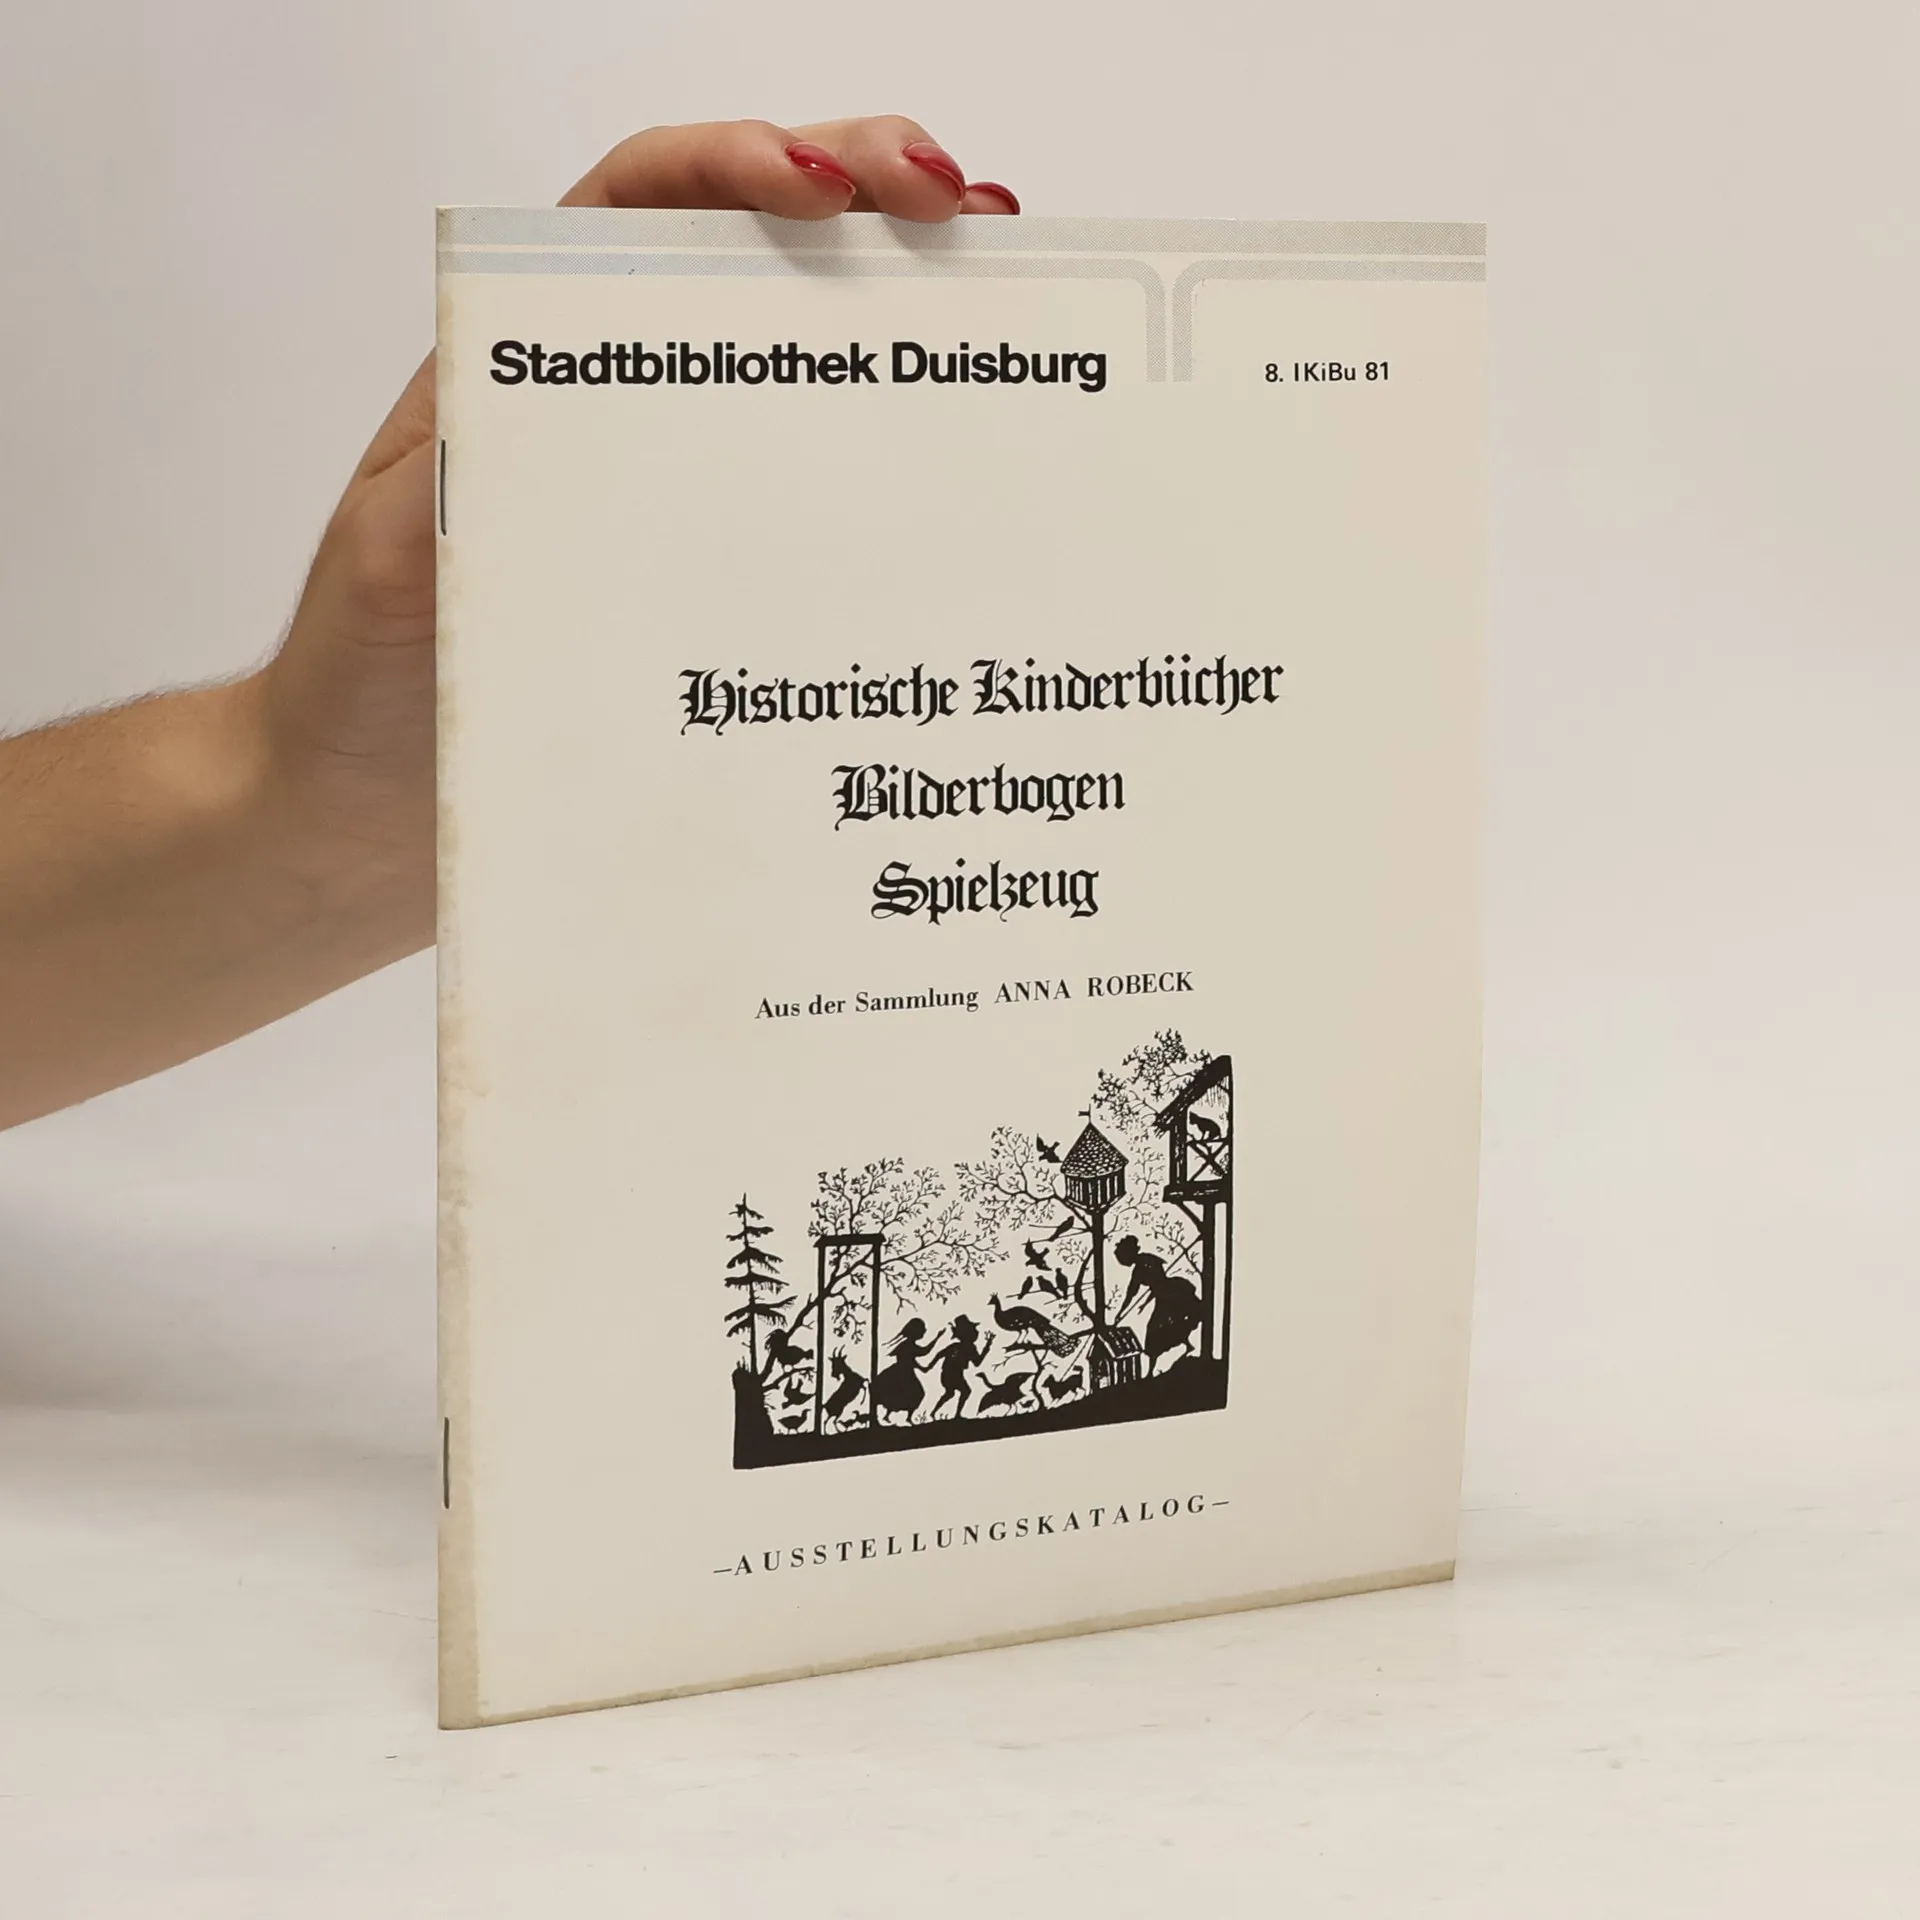 Stadtbibliothek Duisburg
8. IKiBu 81
Historische Kinderbücher
Bilderbogen
Spielzeug
Aus der Sammlung ANNA ROBECK
–AUSSTELLUNGSKATALOG–